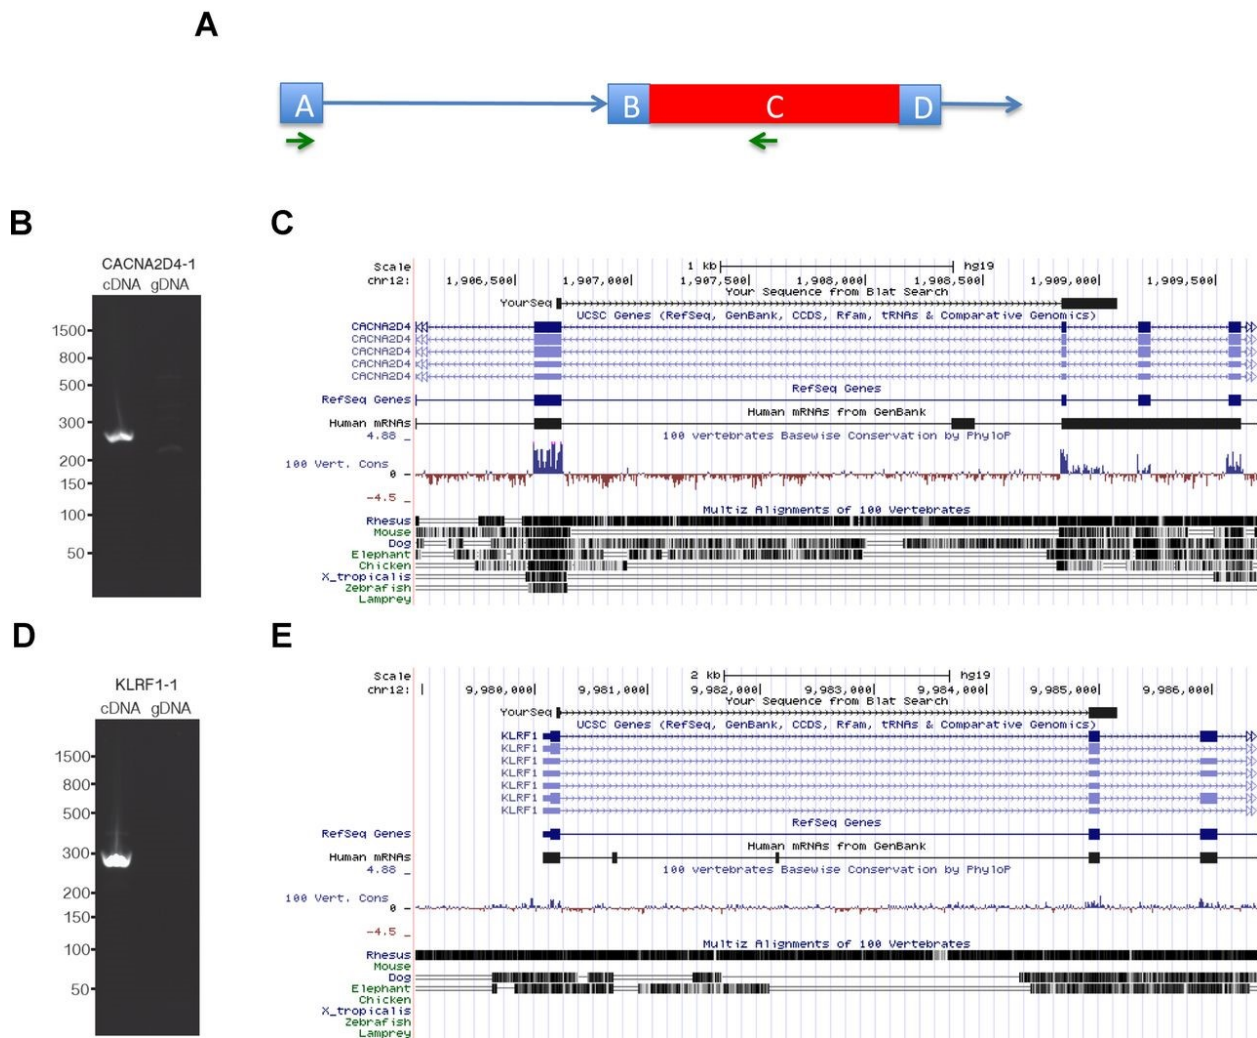 A
A B C D
B
CACNA2D4-1
cDNA gDNA
1500
800
500
300
200
150
100
50
C
Scale 1 kb hg19
chr12: 1,906,500 1,907,000 1,907,500 1,908,000 1,908,500 1,909,000 1,909,500
Your Sequence from Blat Search
YourSeq
UCSC Genes (RefSeq, GenBank, CCDS, Rfam, tRNAs & Comparative Genomics)
CACNA2D4
CACNA2D4
CACNA2D4
CACNA2D4
CACNA2D4
RefSeq Genes
RefSeq Genes
Human mRNAs from GenBank
Human mRNAs
4.88 _ 100 vertebrates Basewise Conservation by PhyloP
100 Vert. Cons
0 –
-4.5 _
Multiz Alignments of 100 Vertebrates
Rhesus
Mouse
Dog
Elephant
Chicken
X_tropicalis
Zebrafish
Lamprey
D
KLRF1-1
cDNA gDNA
1500
800
500
300
200
150
100
50
E
Scale 2 kb hg19
chr12: 9,980,000 9,981,000 9,982,000 9,983,000 9,984,000 9,985,000 9,986,000
Your Sequence from Blat Search
YourSeq
UCSC Genes (RefSeq, GenBank, CCDS, Rfam, tRNAs & Comparative Genomics)
KLRF1
KLRF1
KLRF1
KLRF1
KLRF1
KLRF1
KLRF1
RefSeq Genes
RefSeq Genes
Human mRNAs from GenBank
Human mRNAs
4.88 _ 100 vertebrates Basewise Conservation by PhyloP
100 Vert. Cons
0 –
-4.5 _
Multiz Alignments of 100 Vertebrates
Rhesus
Mouse
Dog
Elephant
Chicken
X_tropicalis
Zebrafish
Lamprey